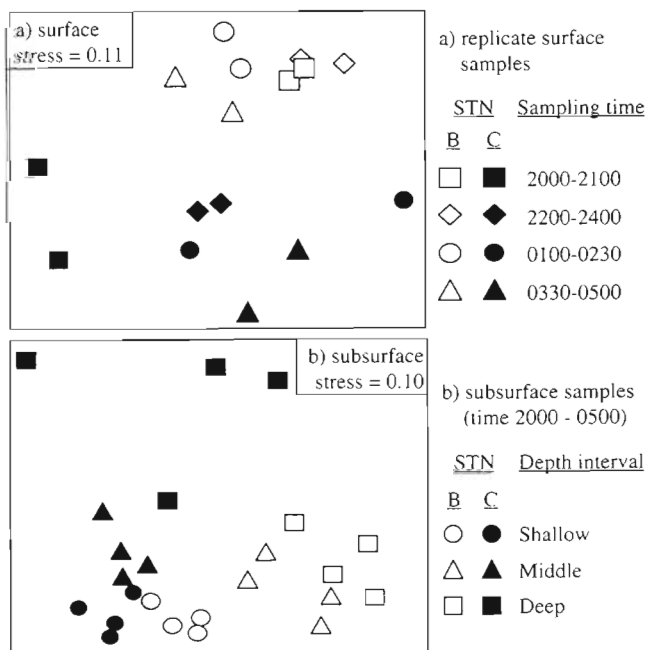 a) surface
stress = 0.11
a) replicate surface
samples
STN Sampling time
B C
2000-2100
2200-2400
0100-0230
0330-0500
b) subsurface
stress = 0.10
b) subsurface samples
(time 2000 - 0500)
STN Depth interval
B C
Shallow
Middle
Deep